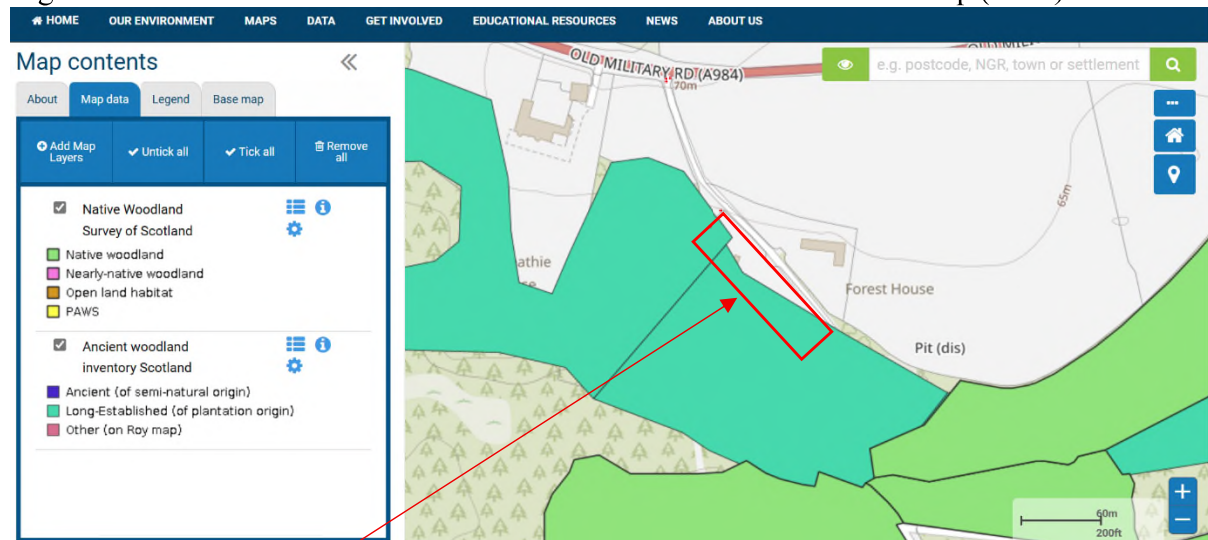 HOME OUR ENVIRONMENT MAPS DATA GET INVOLVED EDUCATIONAL RESOURCES NEWS ABOUT US
Map contents
About Map data Legend Base map
Add Map Layers
Untick all
Tick all
Remove all
Native Woodland
Survey of Scotland
Native woodland
Nearly-native woodland
Open land habitat
PAWS
Ancient woodland
inventory Scotland
Ancient (of semi-natural origin)
Long-Established (of plantation origin)
Other (on Roy map)
OLD MILITARY RD (A984)
70m
e.g. postcode, NGR, town or settlement
65m
athie
Forest House
Pit (dis)
60m
200ft